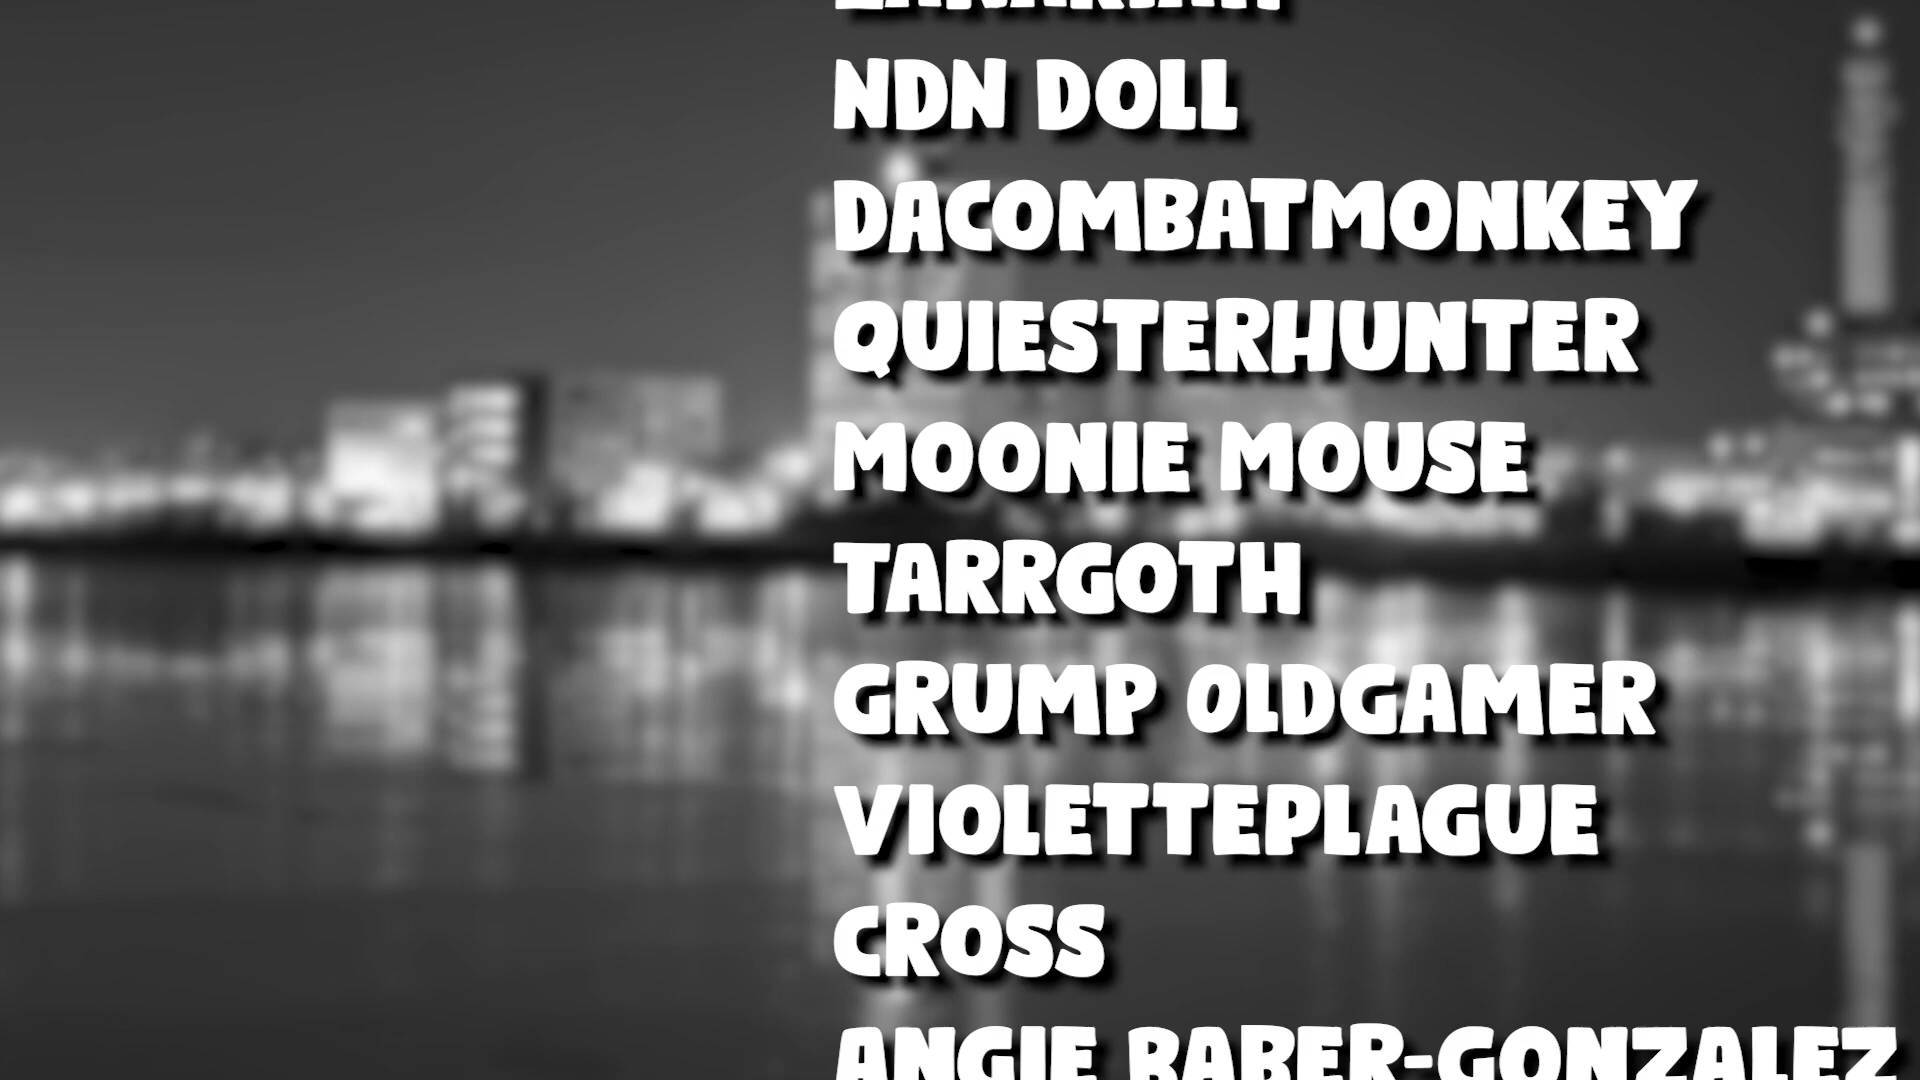 NDN DOLL
DACOMBATMONKEY
QUIESTERHUNTER
MOONIE MOUSE
TARRGOTH
GRUMP OLDGAMER
VIOLETTEPLAGUE
CROSS
ANGIE BABER-GONZALEZ